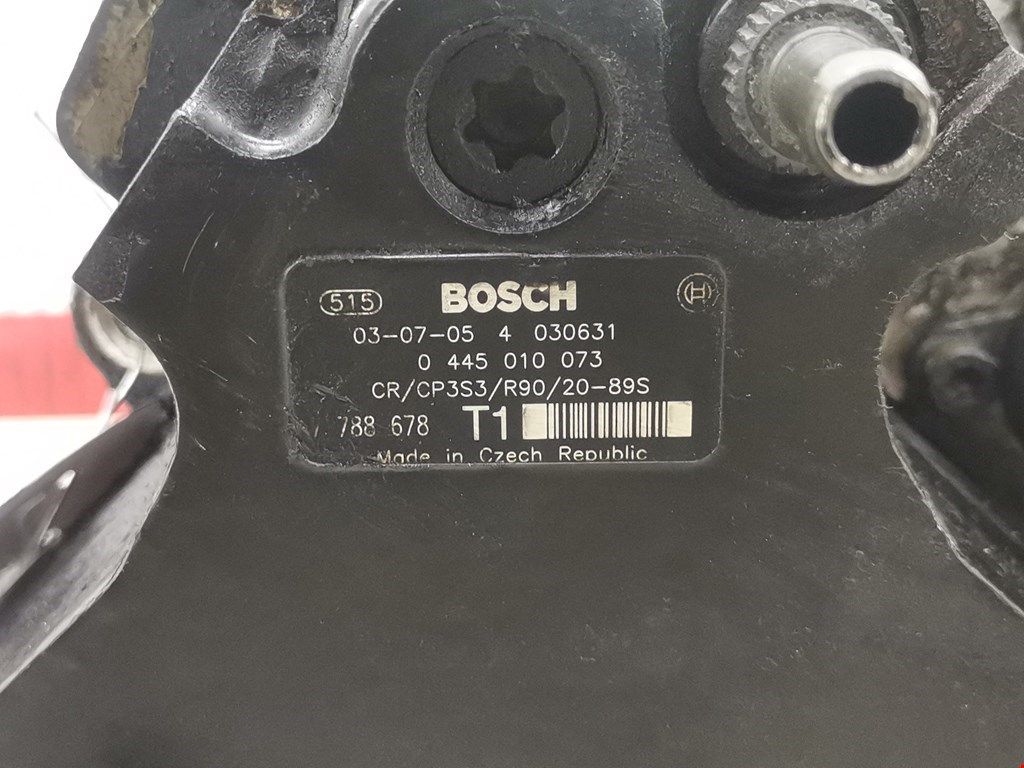 515 BOSCH
03-07-05 4 030631
0 445 010 073
CR/CP3S3/R90/20-89S
788 678 T1
Made in Czech Republic